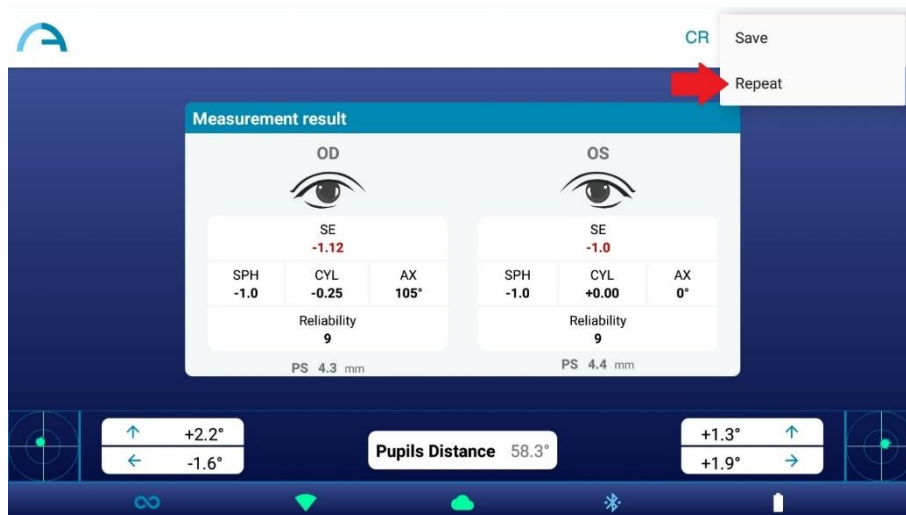 CR
Save
Repeat
Measurement result
OD
OS
SE
-1.12
SE
-1.0
SPH
-1.0
CYL
-0.25
AX
105°
SPH
-1.0
CYL
+0.00
AX
0°
Reliability
9
Reliability
9
PS 4.3 mm
PS 4.4 mm
↑ +2.2°
← -1.6°
Pupils Distance 58.3°
+1.3° ↑
+1.9° →